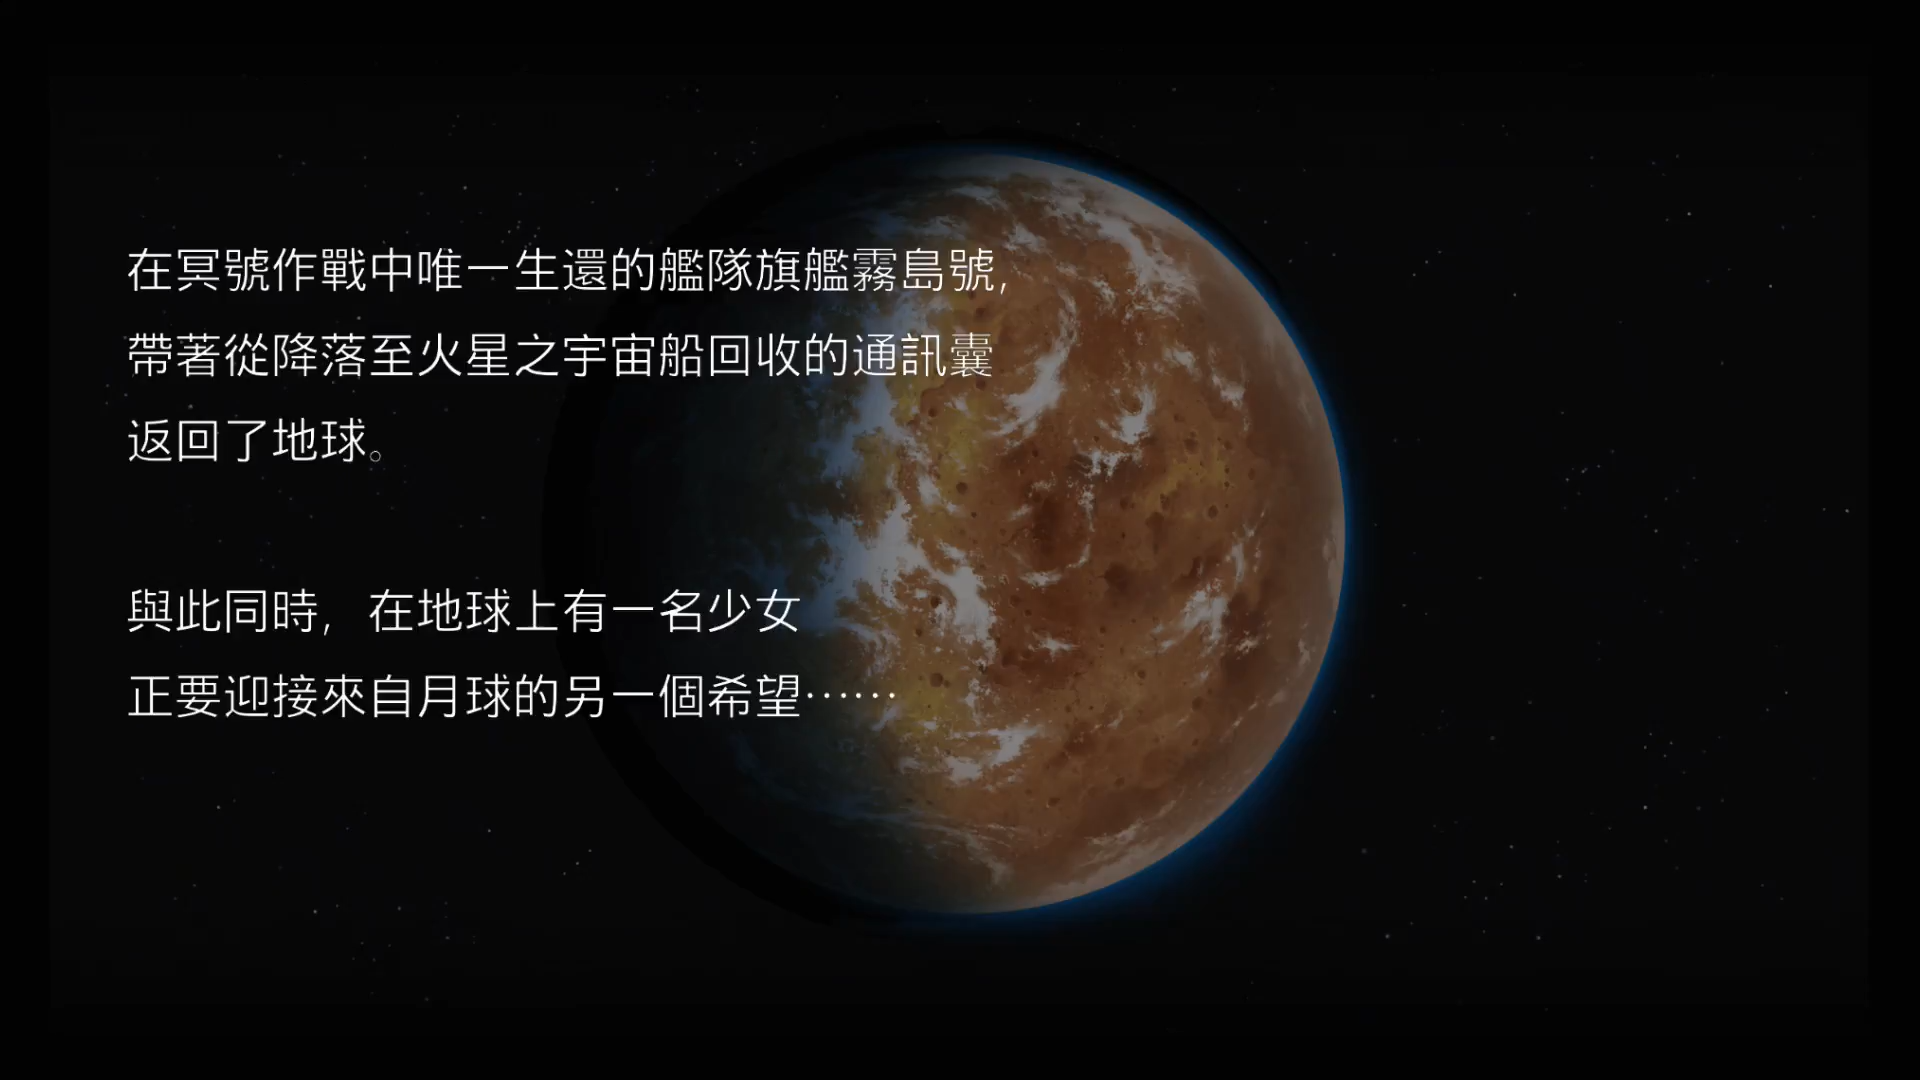 在冥號作戰中唯一生還的艦隊旗艦霧島號，
帶著從降落至火星之宇宙船回收的通訊囊
返回了地球。
與此同時，在地球上有一名少女
正要迎接來自月球的另一個希望……